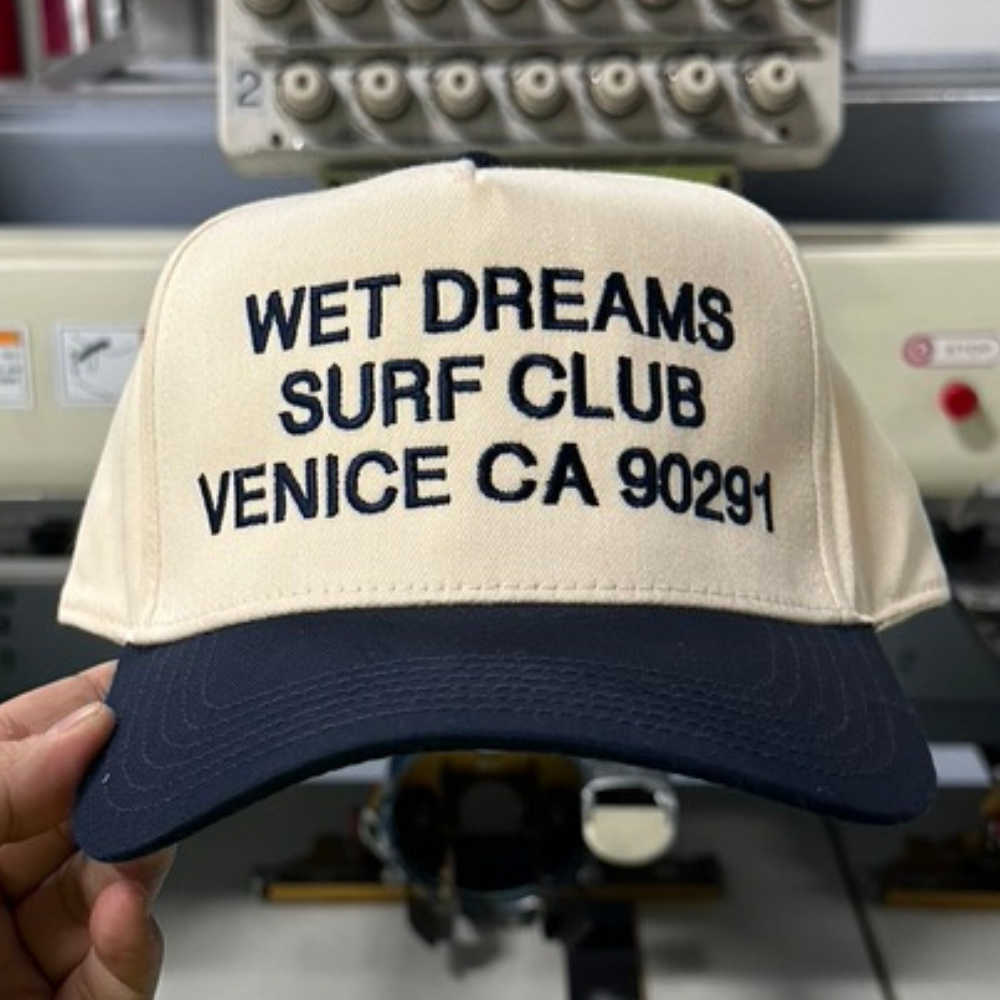 2
WET DREAMS
SURF CLUB
VENICE CA 90291
STOP